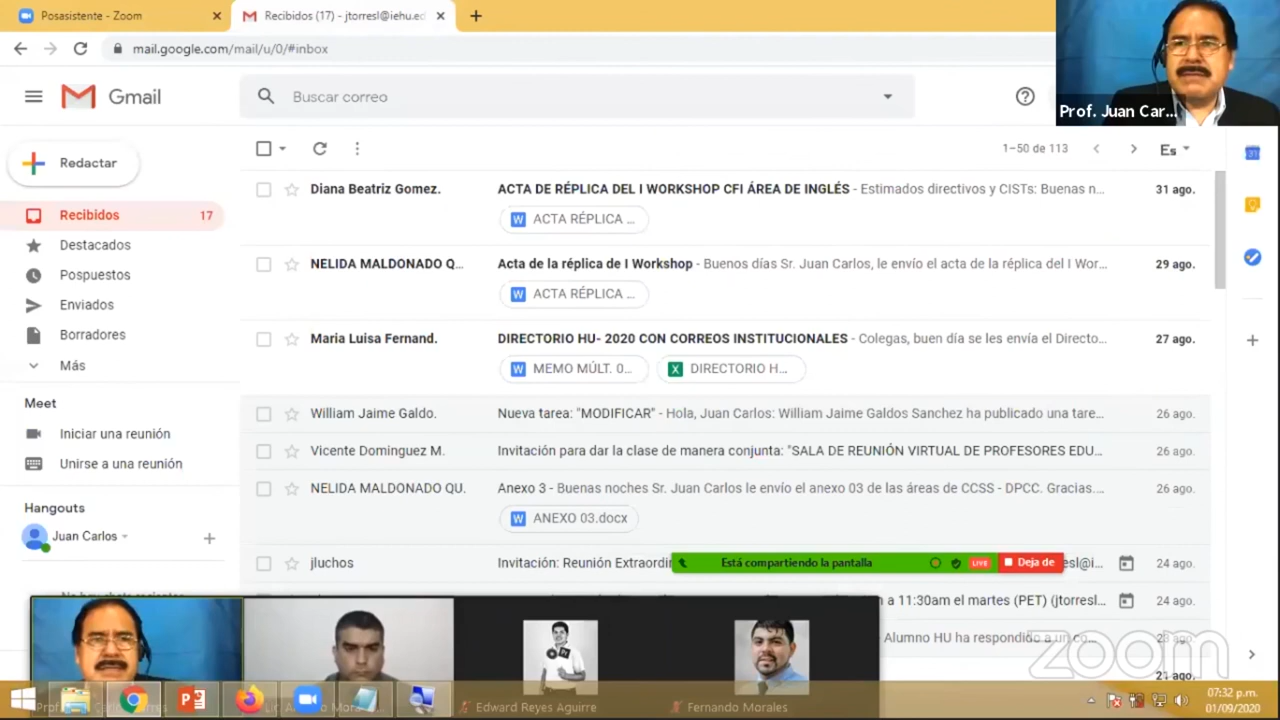 Posasistente - Zoom
Recibidos (17) - jtorresl@iehu.ed
mail.google.com/mail/u/0/#inbox
Prof. Juan Car...
Gmail
Buscar correo
Redactar
1–50 de 113
Es
Recibidos 17
Destacados
Pospuestos
Enviados
Borradores
Más
Meet
Iniciar una reunión
Unirse a una reunión
Hangouts
Juan Carlos
Diana Beatriz Gomez. ACTA DE RÉPLICA DEL I WORKSHOP CFI ÁREA DE INGLÉS - Estimados directivos y CISTs: Buenas n... 31 ago.
ACTA RÉPLICA ...
NELIDA MALDONADO Q... Acta de la réplica de I Workshop - Buenos días Sr. Juan Carlos, le envío el acta de la réplica del I Wor... 29 ago.
ACTA RÉPLICA ...
Maria Luisa Fernand. DIRECTORIO HU- 2020 CON CORREOS INSTITUCIONALES - Colegas, buen día se les envía el Directo... 27 ago.
MEMO MÚLT. 0... DIRECTORIO H...
William Jaime Galdo. Nueva tarea: "MODIFICAR" - Hola, Juan Carlos: William Jaime Galdos Sanchez ha publicado una tare... 26 ago.
Vicente Dominguez M. Invitación para dar la clase de manera conjunta: "SALA DE REUNIÓN VIRTUAL DE PROFESORES EDU... 26 ago.
NELIDA MALDONADO QU. Anexo 3 - Buenas noches Sr. Juan Carlos le envío el anexo 03 de las áreas de CCSS - DPCC. Gracias.... 26 ago.
ANEXO 03.docx
jluchos Invitación: Reunión 24 ago.
Está compartiendo la pantalla LIVE Deja de
a 11:30am el martes (PET) (jtorresl... 24 ago.
Alumno HU ha respondido a un co... 23 ago.
zoom
Edward Reyes Aguirre
Fernando Morales
07:32 p.m.
01/09/2020